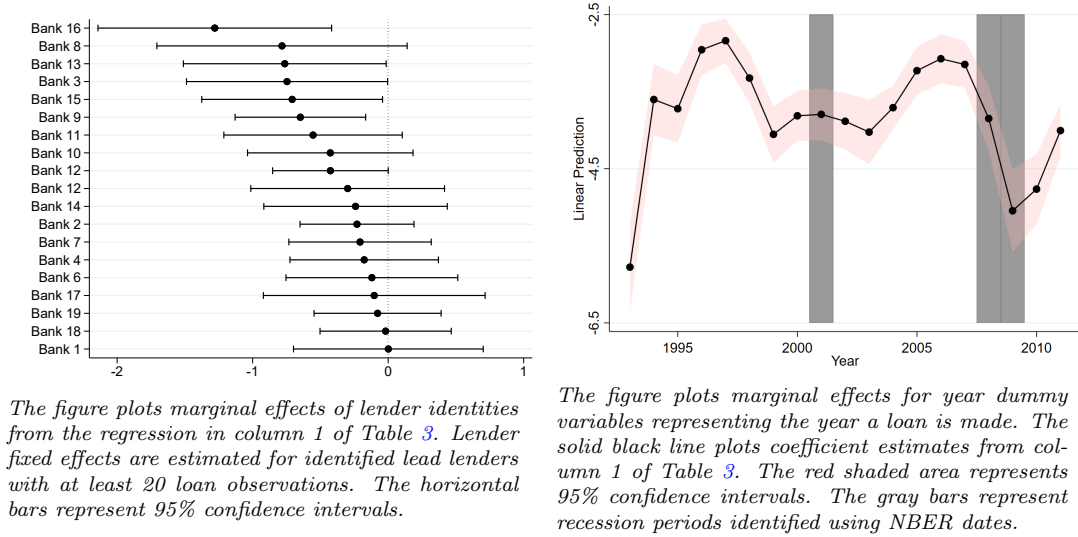 Bank 16
Bank 8
Bank 13
Bank 3
Bank 15
Bank 9
Bank 11
Bank 10
Bank 12
Bank 12
Bank 14
Bank 2
Bank 7
Bank 4
Bank 6
Bank 17
Bank 19
Bank 18
Bank 1
-2 -1 0 1
The figure plots marginal effects of lender identities
from the regression in column 1 of Table 3. Lender
fixed effects are estimated for identified lead lenders
with at least 20 loan observations. The horizontal
bars represent 95% confidence intervals.
-2.5
-4.5
-6.5
Linear Prediction
1995 2000 2005 2010
Year
The figure plots marginal effects for year dummy
variables representing the year a loan is made. The
solid black line plots coefficient estimates from col-
umn 1 of Table 3. The red shaded area represents
95% confidence intervals. The gray bars represent
recession periods identified using NBER dates.